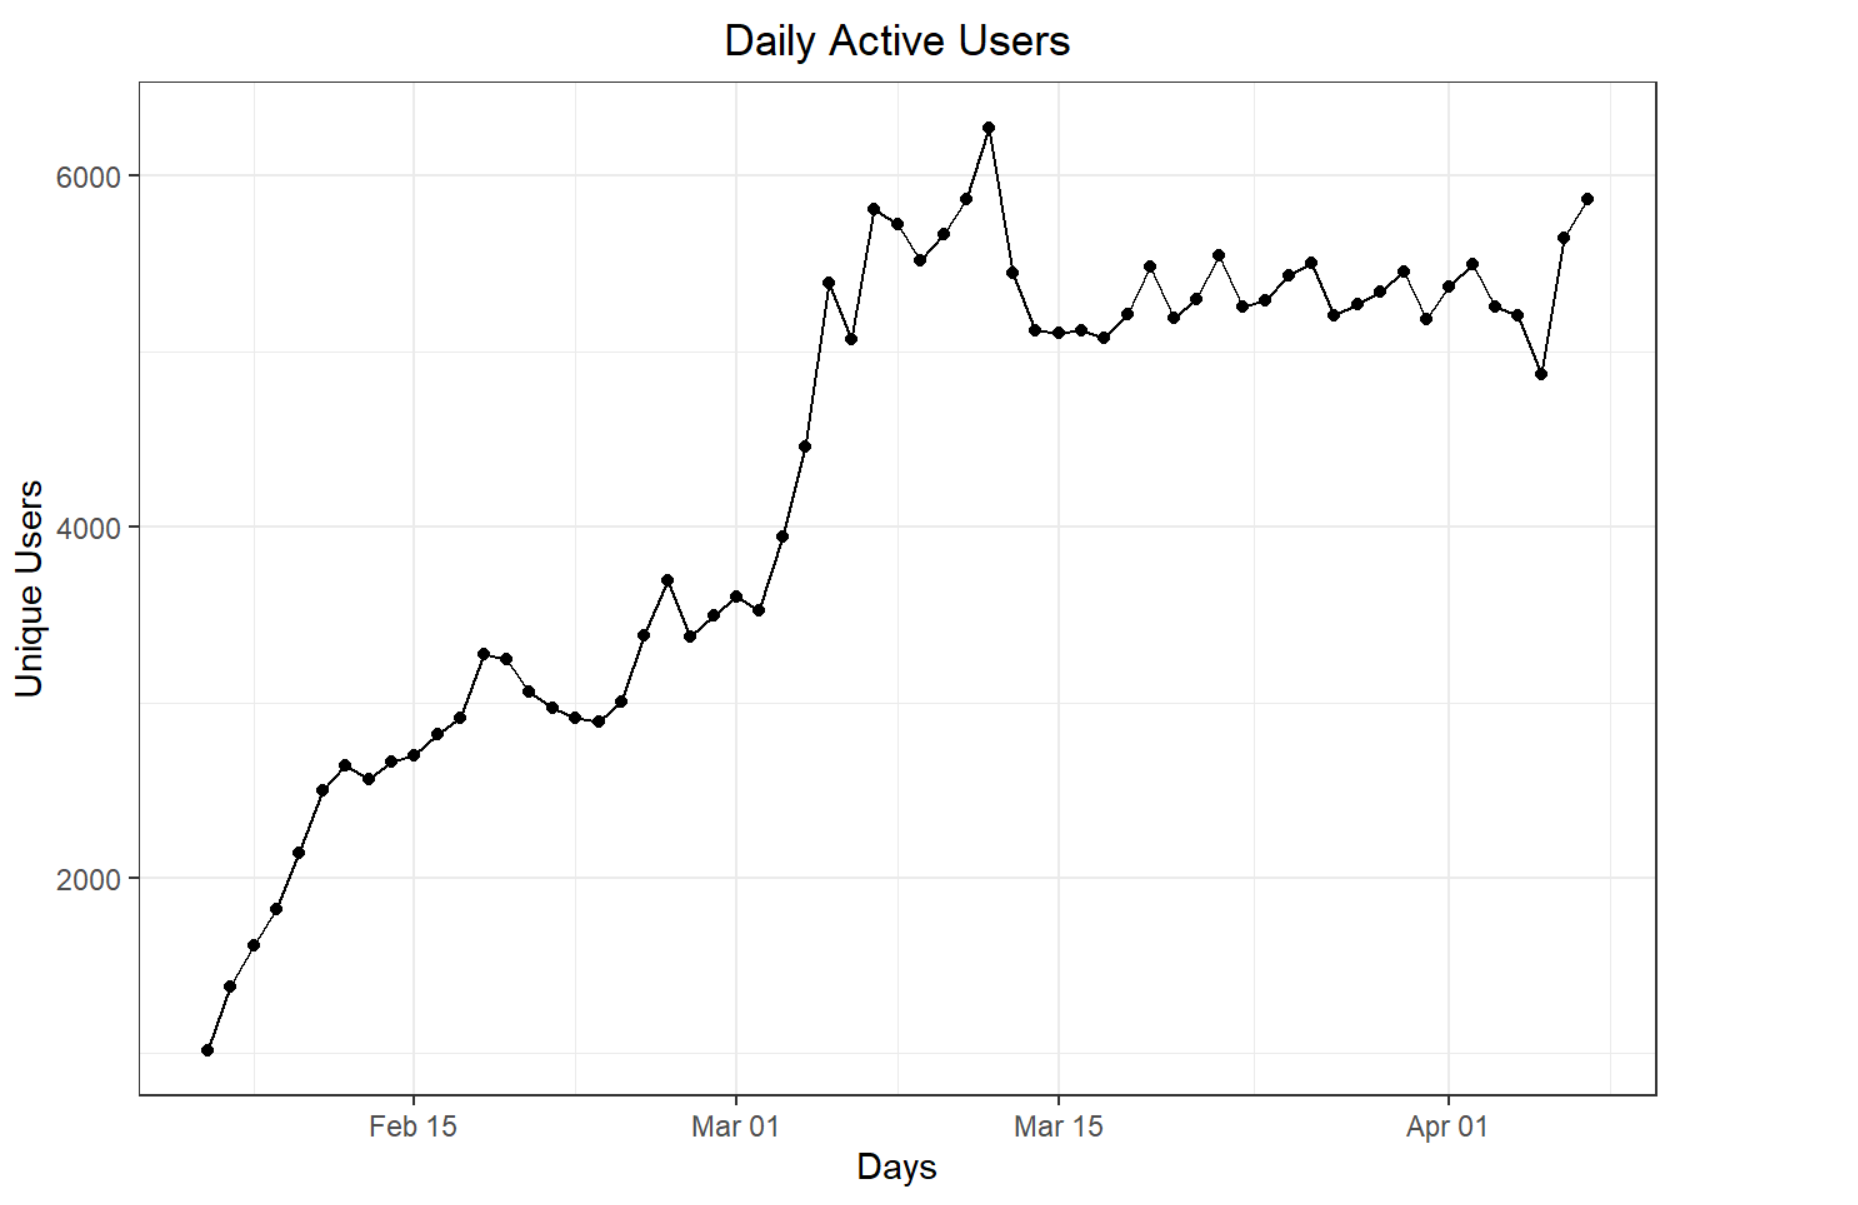 Daily Active Users
6000
4000
2000
Unique Users
Feb 15
Mar 01
Mar 15
Apr 01
Days